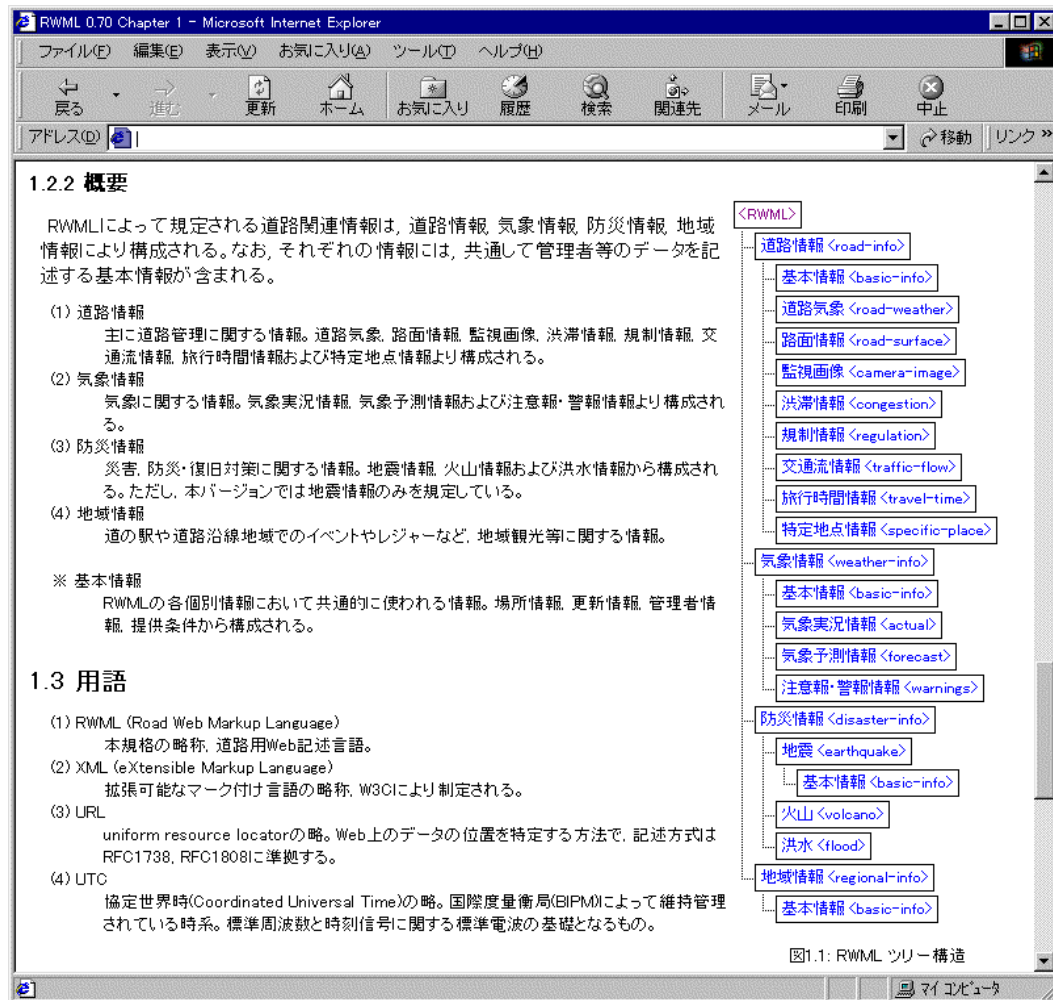 RWML 0.70 Chapter 1 - Microsoft Internet Explorer
ファイル(F) 編集(E) 表示(V) お気に入り(A) ツール(T) ヘルプ(H)
戻る 進む 更新 ホーム お気に入り 履歴 検索 関連先 メール 印刷 中止
アドレス(D) 移動 リンク »
1.2.2 概要
RWMLによって規定される道路関連情報は, 道路情報, 気象情報, 防災情報, 地域
情報により構成される。なお, それぞれの情報には, 共通して管理者等のデータを記
述する基本情報が含まれる。
(1) 道路情報
主に道路管理に関する情報。道路気象, 路面情報, 監視画像, 渋滞情報, 規制情報, 交
通流情報, 旅行時間情報および特定地点情報より構成される。
(2) 気象情報
気象に関する情報。気象実況情報, 気象予測情報および注意報・警報情報より構成され
る。
(3) 防災情報
災害, 防災・復旧対策に関する情報。地震情報, 火山情報および洪水情報から構成され
る。ただし, 本バージョンでは地震情報のみを規定している。
(4) 地域情報
道の駅や道路沿線地域でのイベントやレジャーなど, 地域観光等に関する情報。
※ 基本情報
RWMLの各個別情報において共通的に使われる情報。場所情報, 更新情報, 管理者情
報, 提供条件から構成される。
1.3 用語
(1) RWML (Road Web Markup Language)
本規格の略称, 道路用Web記述言語。
(2) XML (eXtensible Markup Language)
拡張可能なマーク付け言語の略称, W3Cにより制定される。
(3) URL
uniform resource locatorの略。Web上のデータの位置を特定する方法で, 記述方式は
RFC1738, RFC1808に準拠する。
(4) UTC
協定世界時(Coordinated Universal Time)の略。国際度量衡局(BIPM)によって維持管理
されている時系。標準周波数と時刻信号に関する標準電波の基礎となるもの。
<RWML>
道路情報 <road-info>
基本情報 <basic-info>
道路気象 <road-weather>
路面情報 <road-surface>
監視画像 <camera-image>
渋滞情報 <congestion>
規制情報 <regulation>
交通流情報 <traffic-flow>
旅行時間情報 <travel-time>
特定地点情報 <specific-place>
気象情報 <weather-info>
基本情報 <basic-info>
気象実況情報 <actual>
気象予測情報 <forecast>
注意報・警報情報 <warnings>
防災情報 <disaster-info>
地震 <earthquake>
基本情報 <basic-info>
火山 <volcano>
洪水 <flood>
地域情報 <regional-info>
基本情報 <basic-info>
図1.1: RWML ツリー構造
マイ コンピュータ